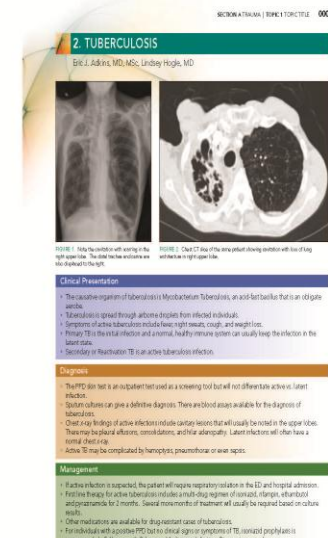 SECTION A TRAUMA | TOPIC 1 TOPIC TITLE 000
2. TUBERCULOSIS
Eric J. Adkins, MD, MSc, Lindsey Hogle, MD
FIGURE 1 Note the cavitation with scarring in the
right upper lobe. The distal trachea and carina are
also displaced to the right.
FIGURE 2 Chest CT slice of the same patient showing cavitation with loss of lung
architecture in right upper lobe.
Clinical Presentation
The causative organism of tuberculosis is Mycobacterium Tuberculosis, an acid-fast bacillus that is an obligate
aerobe.
Tuberculosis is spread through airborne droplets from infected individuals.
Symptoms of active tuberculosis include fever, night sweats, cough, and weight loss.
Primary TB is the initial infection and a normal, healthy immune system can usually keep the infection in the
latent state.
Secondary or Reactivation TB is an active tuberculosis infection.
Diagnosis
The PPD skin test is an outpatient test used as a screening tool but will not differentiate active vs. latent
infection.
Sputum cultures can give a definitive diagnosis. There are blood assays available for the diagnosis of
tuberculosis.
Chest x-ray findings of active infections include cavitary lesions that will usually be noted in the upper lobes.
There may be pleural effusions, consolidations, and hilar adenopathy. Latent infections will often have a
normal chest x-ray.
Active TB may be complicated by hemoptysis, pneumothorax or even sepsis.
Management
If active infection is suspected, the patient will require respiratory isolation in the ED and hospital admission.
First line therapy for active tuberculosis includes a multi-drug regimen of isoniazid, rifampin, ethambutol
and pyrazinamide for 2 months. Several more months of treatment will usually be required based on culture
results.
Other medications are available for drug-resistant cases of tuberculosis.
For individuals with a positive PPD but no clinical signs or symptoms of TB, isoniazid prophylaxis is